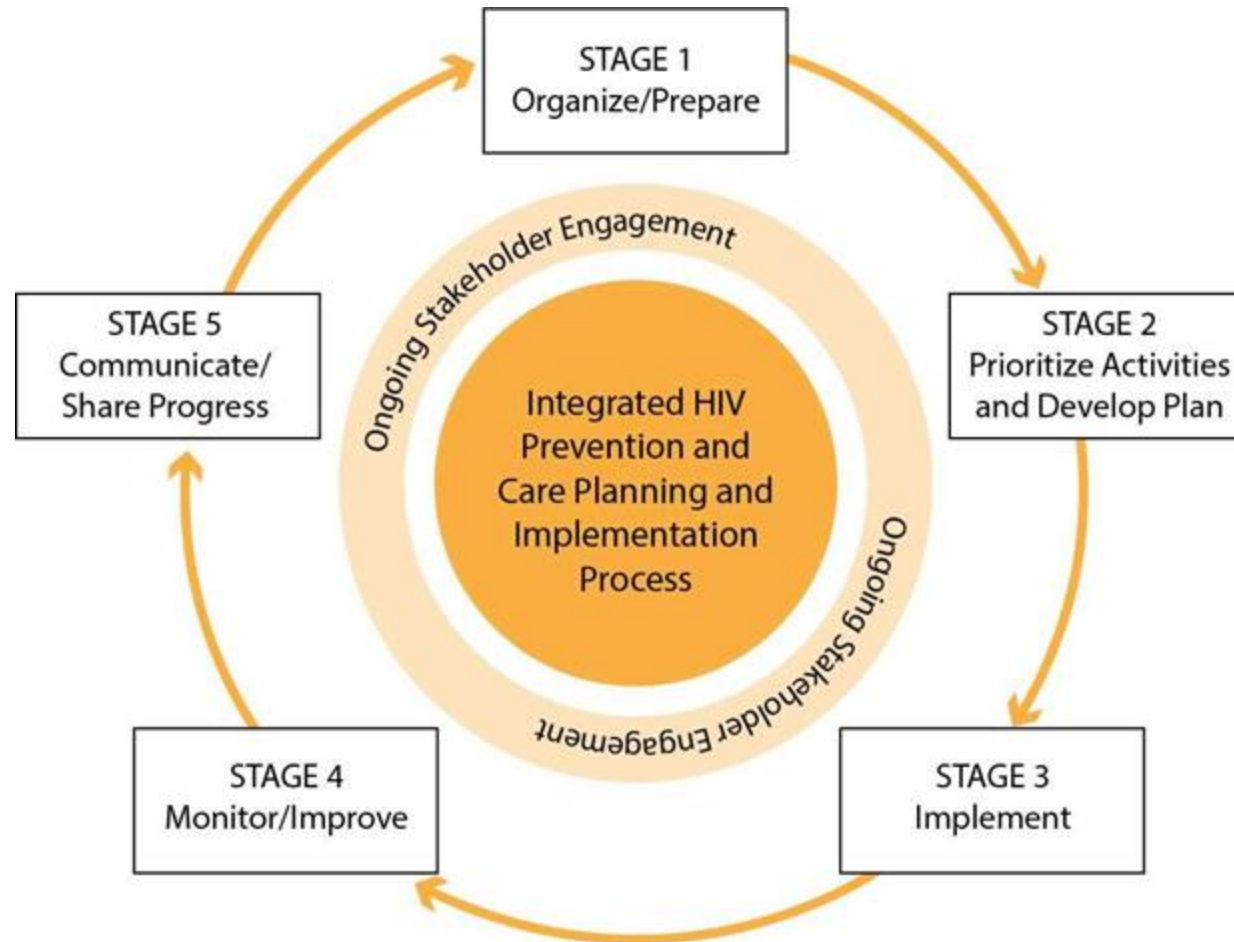 STAGE 1
Organize/Prepare
STAGE 2
Prioritize Activities
and Develop Plan
STAGE 3
Implement
STAGE 4
Monitor/Improve
STAGE 5
Communicate/
Share Progress
Ongoing Stakeholder Engagement
Ongoing Stakeholder Engagement
Integrated HIV
Prevention and
Care Planning and
Implementation
Process